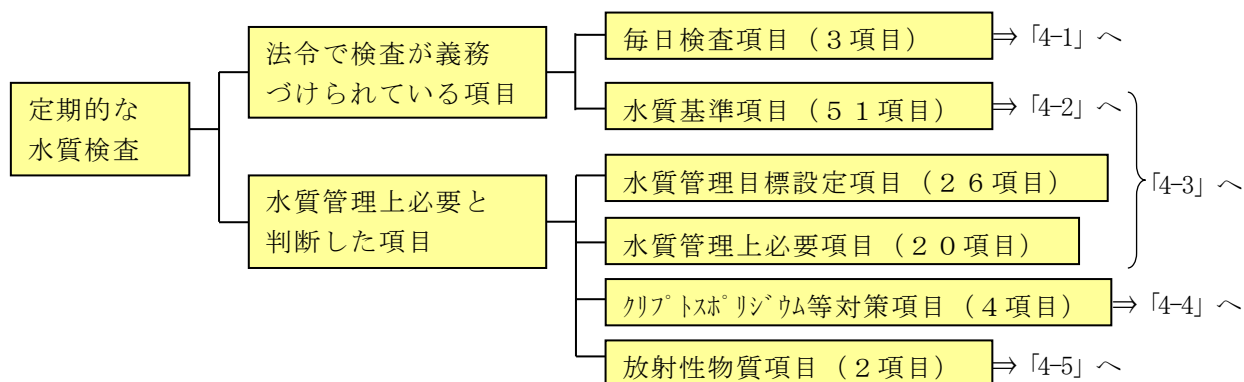 定期的な
水質検査
法令で検査が義務
づけられている項目
毎日検査項目（３項目）
⇒「4-1」へ
水質基準項目（５１項目）
⇒「4-2」へ
水質管理上必要と
判断した項目
水質管理目標設定項目（２６項目）
水質管理上必要項目（２０項目）
「4-3」へ
ｸﾘﾌﾟﾄｽﾎﾟﾘｼﾞｳﾑ等対策項目（４項目）
⇒「4-4」へ
放射性物質項目（２項目）
⇒「4-5」へ